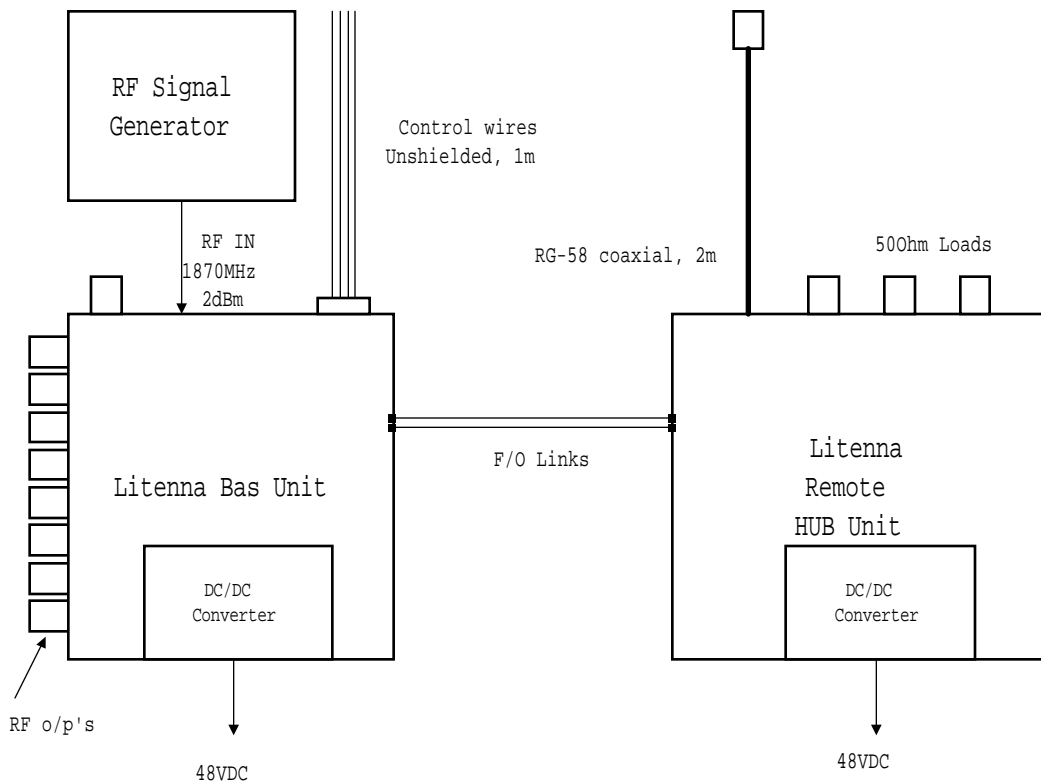 RF Signal
Generator
Control wires
Unshielded, 1m
RF IN
1870MHz
2dBm
RG-58 coaxial, 2m
50Ohm Loads
F/O Links
Litenna Bas Unit
Litenna
Remote
HUB Unit
DC/DC
Converter
DC/DC
Converter
RF o/p's
48VDC
48VDC